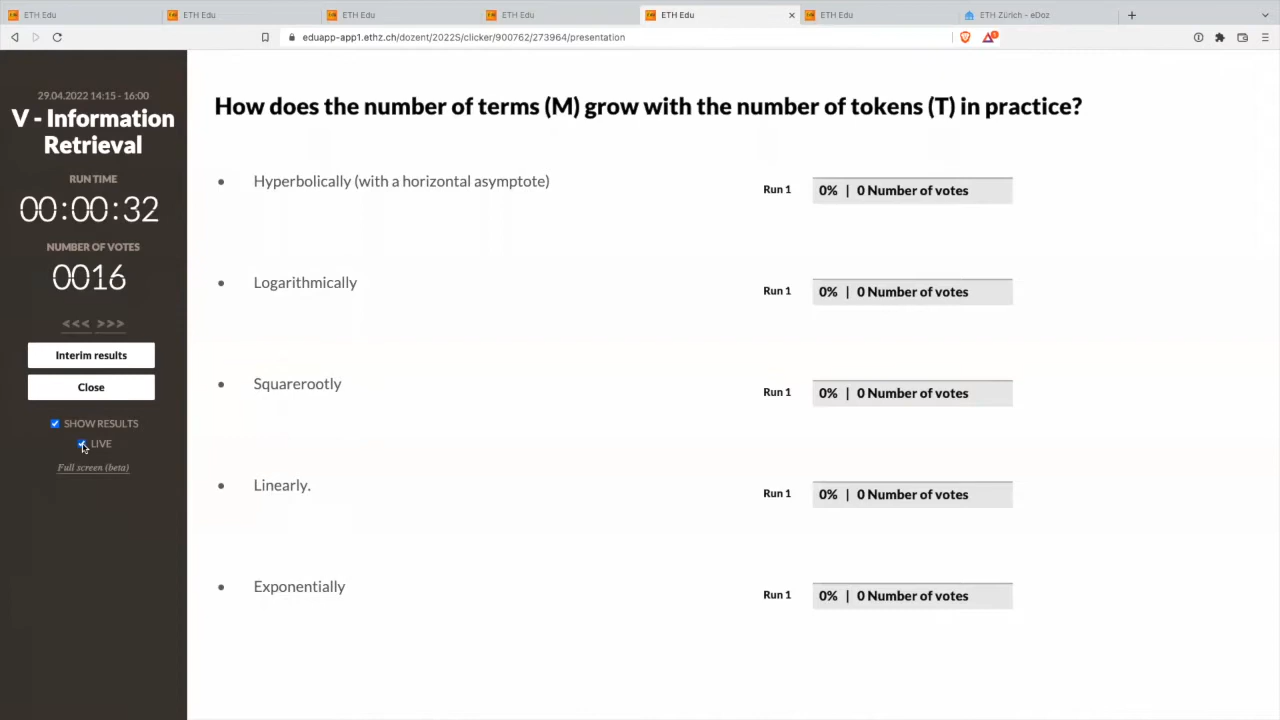 ETH Edu
ETH Edu
ETH Edu
ETH Edu
ETH Edu
ETH Edu
ETH Zürich - eDoz
eduapp-app1.ethz.ch/dozent/2022S/clicker/900762/273964/presentation
29.04.2022 14:15 - 16:00
V - Information
Retrieval
RUN TIME
00:00:32
NUMBER OF VOTES
0016
<<< >>>
Interim results
Close
SHOW RESULTS
LIVE
Full screen (beta)
How does the number of terms (M) grow with the number of tokens (T) in practice?
• Hyperbolically (with a horizontal asymptote)
Run 1 0% | 0 Number of votes
• Logarithmically
Run 1 0% | 0 Number of votes
• Squarerootly
Run 1 0% | 0 Number of votes
• Linearly.
Run 1 0% | 0 Number of votes
• Exponentially
Run 1 0% | 0 Number of votes